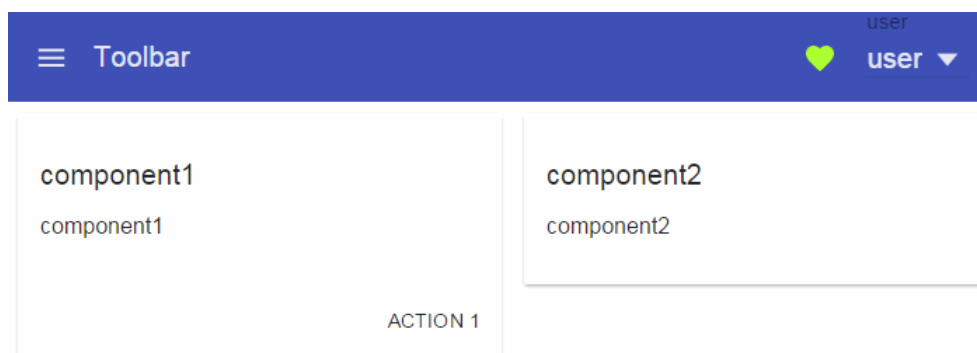 user
Toolbar
user
component1
component1
ACTION 1
component2
component2